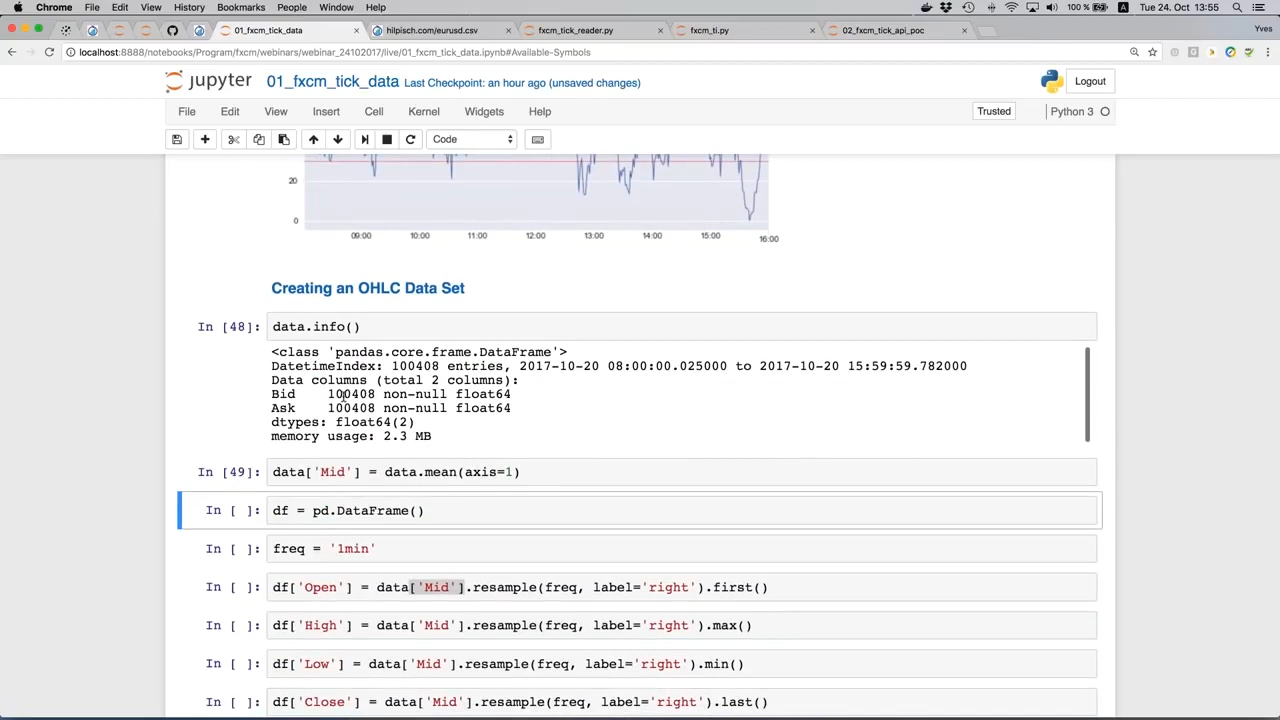 Chrome File Edit View History Bookmarks People Window Help 100 % Tue 24. Oct 13:55
01_fxcm_tick_data hilpisch.com/eurusd.csv fxcm_tick_reader.py fxcm_ti.py 02_fxcm_tick_api_poc Yves
localhost:8888/notebooks/Program/fxcm/webinars/webinar_24102017/live/01_fxcm_tick_data.ipynb#Available-Symbols
jupyter 01_fxcm_tick_data Last Checkpoint: an hour ago (unsaved changes) Logout
File Edit View Insert Cell Kernel Widgets Help Trusted Python 3
Code
20
0
09:00 10:00 11:00 12:00 13:00 14:00 15:00 16:00
Creating an OHLC Data Set
In [48]: data.info()
<class 'pandas.core.frame.DataFrame'>
DatetimeIndex: 100408 entries, 2017-10-20 08:00:00.025000 to 2017-10-20 15:59:59.782000
Data columns (total 2 columns):
Bid 100408 non-null float64
Ask 100408 non-null float64
dtypes: float64(2)
memory usage: 2.3 MB
In [49]: data['Mid'] = data.mean(axis=1)
In [ ]: df = pd.DataFrame()
In [ ]: freq = '1min'
In [ ]: df['Open'] = data['Mid'].resample(freq, label='right').first()
In [ ]: df['High'] = data['Mid'].resample(freq, label='right').max()
In [ ]: df['Low'] = data['Mid'].resample(freq, label='right').min()
In [ ]: df['Close'] = data['Mid'].resample(freq, label='right').last()